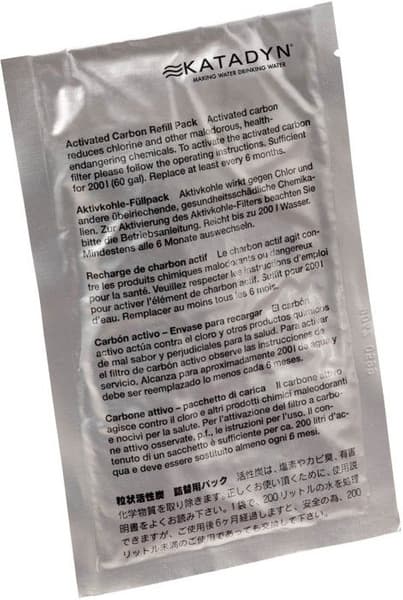 KATADYN®
MAKING WATER DRINKING WATER
Activated Carbon Refill Pack Activated carbon
reduces chlorine and other malodorous, health-
endangering chemicals. To activate the activated carbon
filter please follow the operating instructions. Sufficient
for 200 l (60 gal). Replace at least every 6 months.
Aktivkohle-Füllpack Aktivkohle wirkt gegen Chlor und
andere übelriechende, gesundheitsschädliche Chemika-
lien. Zur Aktivierung des Aktivkohle-Filters beachten Sie
bitte die Betriebsanleitung. Reicht bis zu 200 l Wasser.
Mindestens alle 6 Monate auswechseln.
Recharge de charbon actif Le charbon actif agit con-
tre les produits chimiques malodorants ou dangereux
pour la santé. Veuillez respecter les instructions d'emploi
pour activer l'élément de charbon actif. Suffit pour 200 l
d'eau. Remplacer au moins tous les 6 mois.
Carbón activo – Envase para recargar El carbón
activo actúa contra el cloro y otros productos químicos
de mal sabor y perjudiciales para la salud. Para activar
el filtro de carbón activo observe las instrucciones de
servicio. Alcanza para aproximadamente 200 l de agua y
debe ser reemplazado lo menos cada 6 meses.
Carbone attivo – pacchetto di carica Il carbone attivo
agisce contro il cloro e altri prodotti chimici maleodoranti
e nocivi per la salute. Per l'attivazione del filtro a carbo-
ne attivo osservate, p.f., le istruzioni per l'uso. Il con-
tenuto di un sacchetto è sufficiente per ca. 200 litri d'ac-
qua e deve essere sostituito almeno ogni 6 mesi.
粒状活性炭 詰替用パック 活性炭は、塩素やカビ臭、有害
化学物質を取り除きます。正しくお使い頂くために、使用説
明書をよくお読み下さい。1袋で、200リットルの水を処理
できますが、ご使用後6ヶ月経過しますと、安全の為、200
リットル未満のご使用であっても交換して下さい。